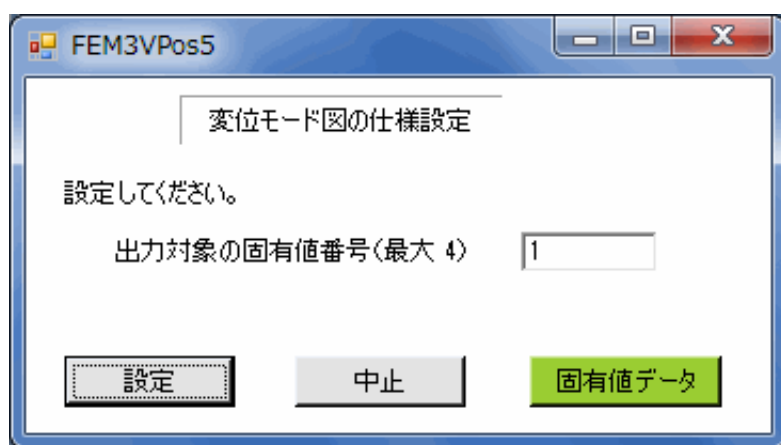 FEM3VPos5
変位モード図の仕様設定
設定してください。
出力対象の固有値番号(最大 4) 1
設定 中止 固有値データ